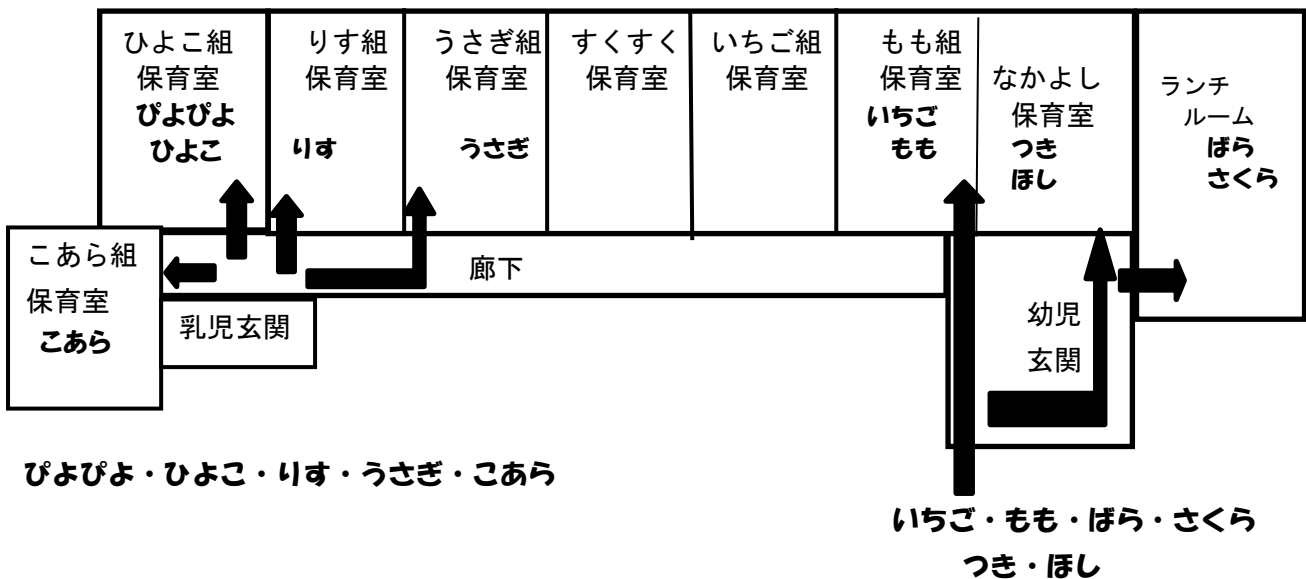 ひよこ組
保育室
ぴよぴよ
ひよこ
りす組
保育室
りす
うさぎ組
保育室
うさぎ
すくすく
保育室
いちご組
保育室
もも組
保育室
いちご
もも
なかよし
保育室
つき
ほし
ランチ
ルーム
ばら
さくら
こあら組
保育室
こあら
廊下
乳児玄関
幼児
玄関
ぴよぴよ・ひよこ・りす・うさぎ・こあら
いちご・もも・ばら・さくら
つき・ほし